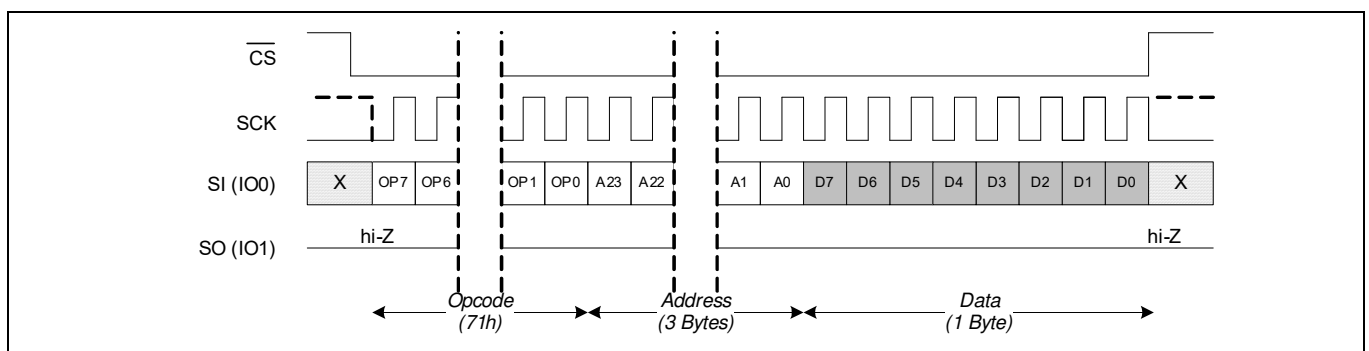 CS
SCK
SI (IO0) X OP7 OP6 OP1 OP0 A23 A22 A1 A0 D7 D6 D5 D4 D3 D2 D1 D0 X
hi-Z hi-Z
SO (IO1)
Opcode Address Data
(71h) (3 Bytes) (1 Byte)